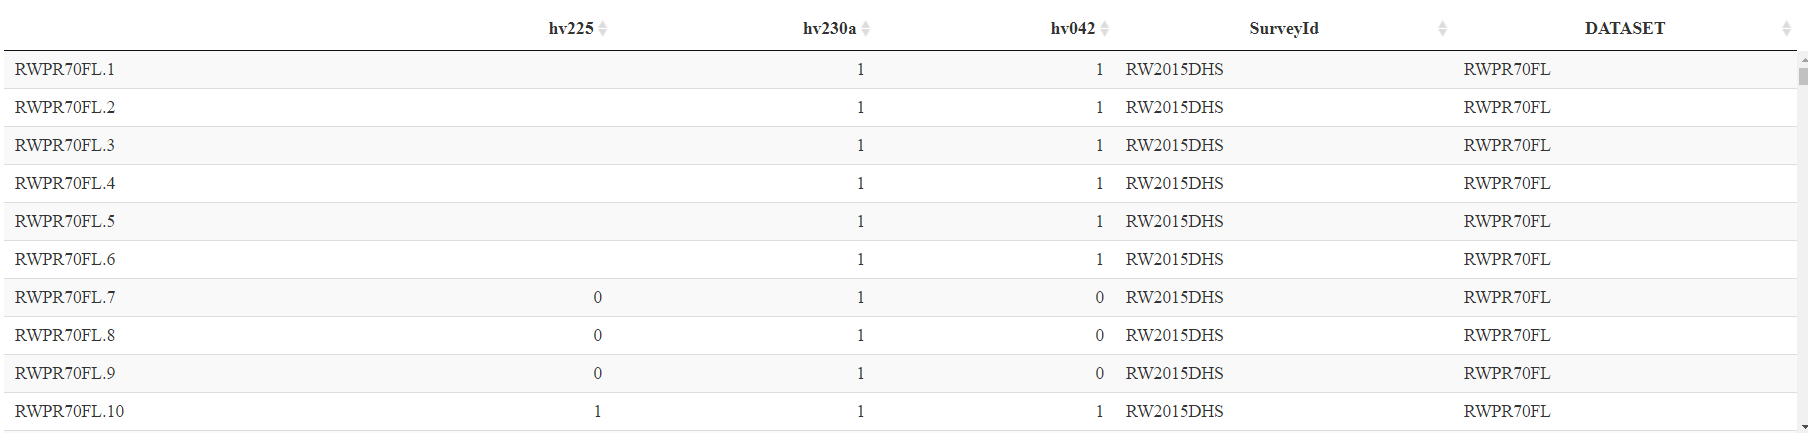 hv225 hv230a hv042 SurveyId DATASET
RWPR70FL.1 1 1 RW2015DHS RWPR70FL
RWPR70FL.2 1 1 RW2015DHS RWPR70FL
RWPR70FL.3 1 1 RW2015DHS RWPR70FL
RWPR70FL.4 1 1 RW2015DHS RWPR70FL
RWPR70FL.5 1 1 RW2015DHS RWPR70FL
RWPR70FL.6 1 1 RW2015DHS RWPR70FL
RWPR70FL.7 0 1 0 RW2015DHS RWPR70FL
RWPR70FL.8 0 1 0 RW2015DHS RWPR70FL
RWPR70FL.9 0 1 0 RW2015DHS RWPR70FL
RWPR70FL.10 1 1 1 RW2015DHS RWPR70FL